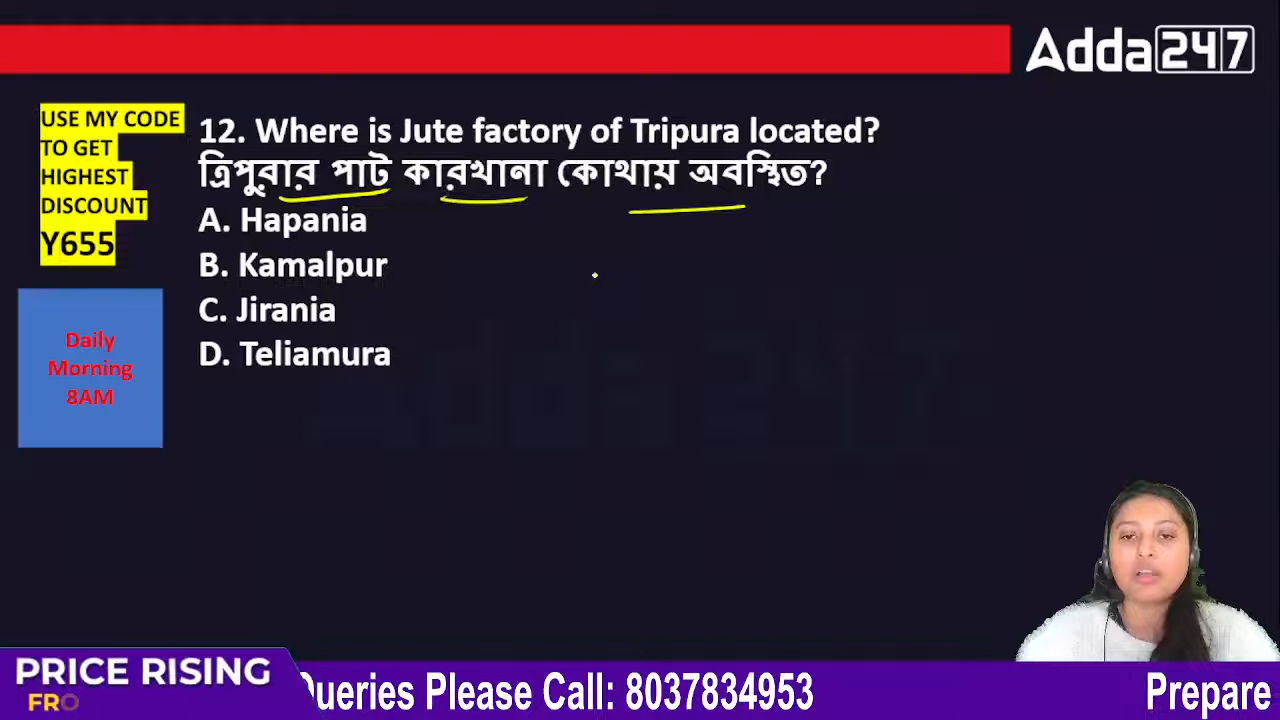 Adda247
USE MY CODE
TO GET
HIGHEST
DISCOUNT
Y655
12. Where is Jute factory of Tripura located?
ত্রিপুরার পাট কারখানা কোথায় অবস্থিত?
A. Hapania
B. Kamalpur
C. Jirania
D. Teliamura
Daily
Morning
8AM
PRICE RISING
FRO
Queries Please Call: 8037834953
Prepare